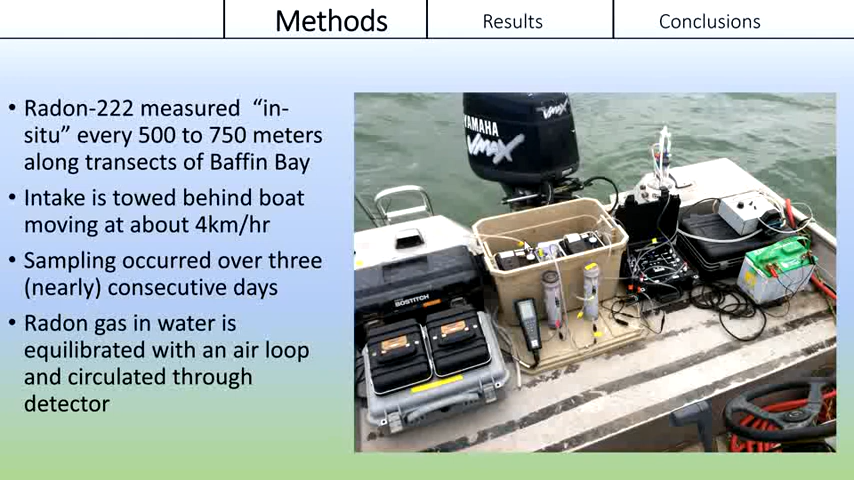 Methods
Results
Conclusions
• Radon-222 measured “in-
situ” every 500 to 750 meters
along transects of Baffin Bay
• Intake is towed behind boat
moving at about 4km/hr
• Sampling occurred over three
(nearly) consecutive days
• Radon gas in water is
equilibrated with an air loop
and circulated through
detector
YAMAHA
VMAX
VMAX
BOSTITCH